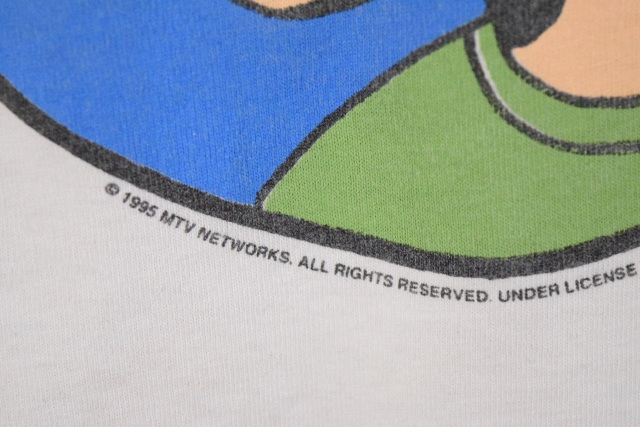 © 1995 MTV NETWORKS. ALL RIGHTS RESERVED. UNDER LICENSE